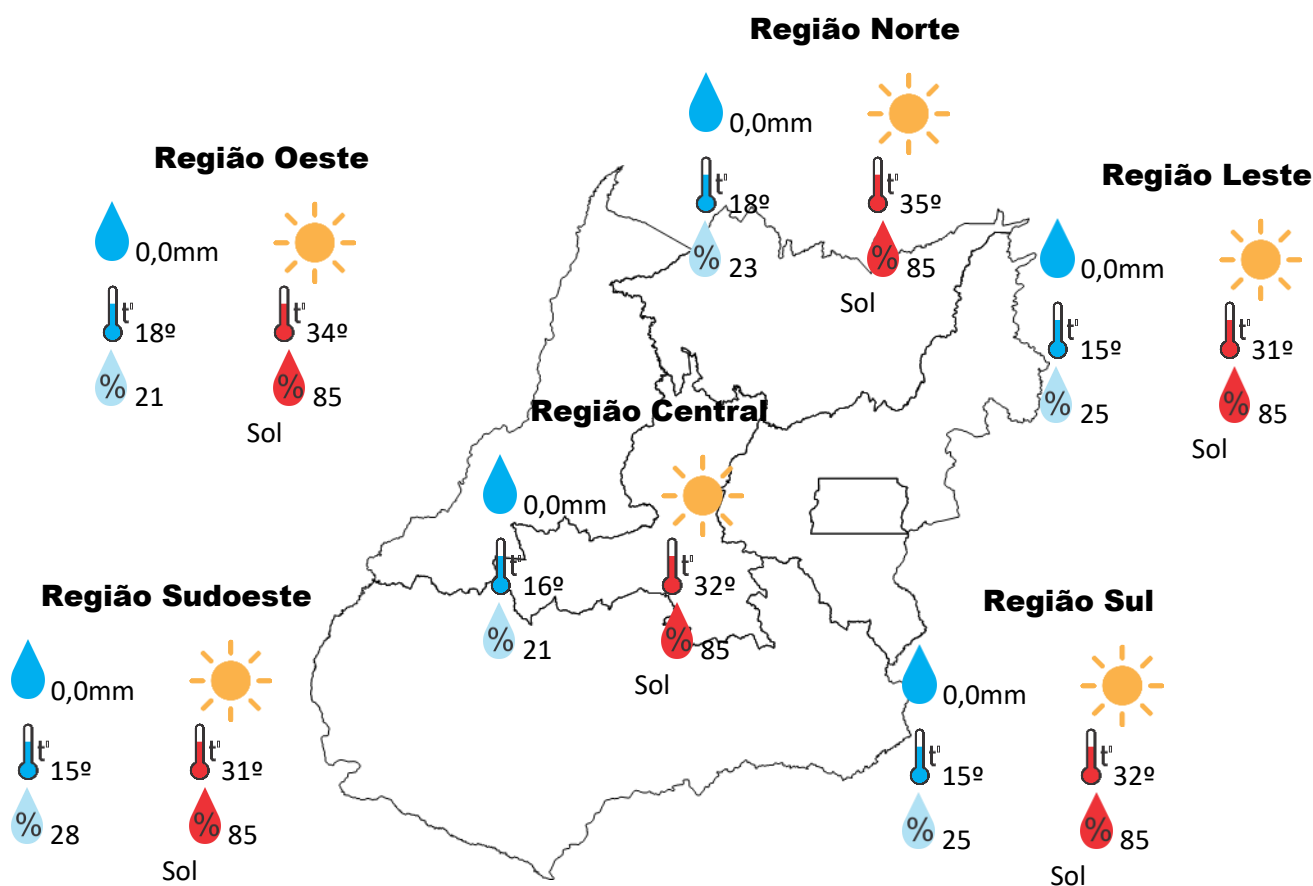 Região Norte
0,0mm
t°
18º
t°
35º
% 23
% 85
Sol
Região Oeste
0,0mm
t°
18º
t°
34º
% 21
% 85
Sol
Região Leste
0,0mm
t°
15º
t°
31º
% 25
% 85
Sol
Região Central
0,0mm
t°
16º
t°
32º
% 21
% 85
Sol
Região Sudoeste
0,0mm
t°
15º
t°
31º
% 28
% 85
Sol
Região Sul
0,0mm
t°
15º
t°
32º
% 25
% 85
Sol